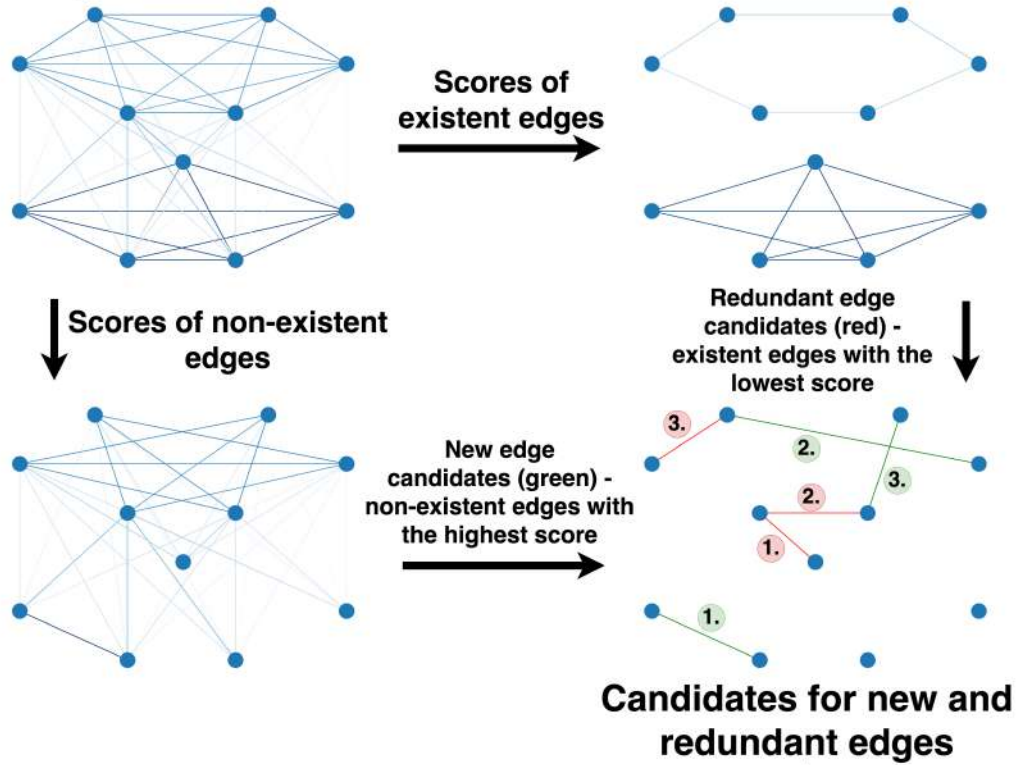 Scores of
existent edges
Scores of non-existent
edges
Redundant edge
candidates (red) -
existent edges with the
lowest score
New edge
candidates (green) -
non-existent edges with
the highest score
3.
2.
3.
2.
1.
1.
Candidates for new and
redundant edges